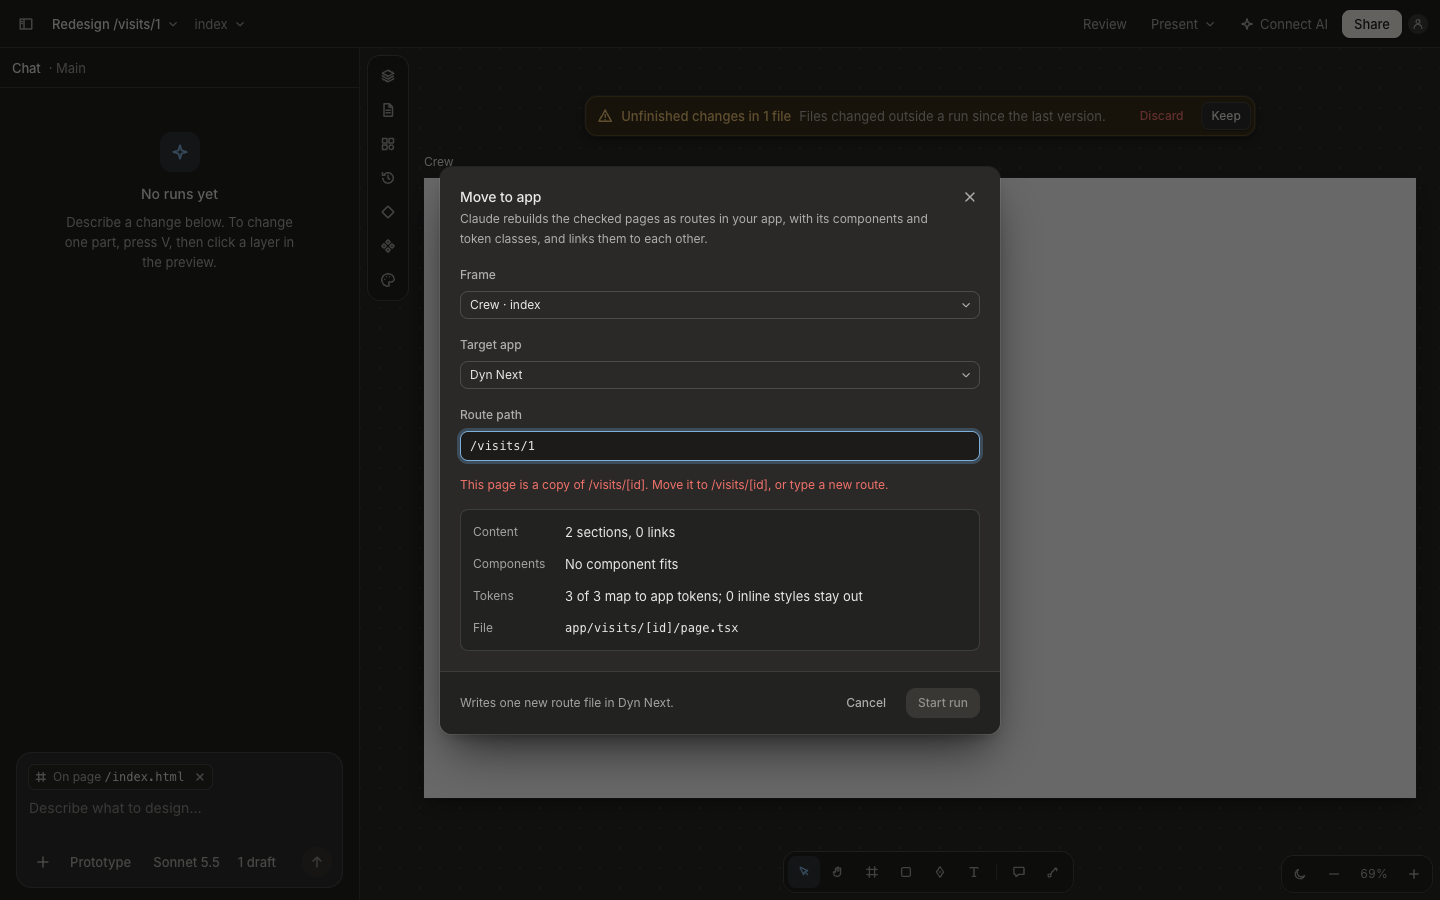 Redesign /visits/1
index
Review
Present
Connect AI
Share
Chat · Main
No runs yet
Describe a change below. To change
one part, press V, then click a layer in
the preview.
Unfinished changes in 1 file Files changed outside a run since the last version.
Discard
Keep
Crew
Move to app
Claude rebuilds the checked pages as routes in your app, with its components and
token classes, and links them to each other.
Frame
Crew · index
Target app
Dyn Next
Route path
/visits/1
This page is a copy of /visits/[id]. Move it to /visits/[id], or type a new route.
Content 2 sections, 0 links
Components No component fits
Tokens 3 of 3 map to app tokens; 0 inline styles stay out
File app/visits/[id]/page.tsx
Writes one new route file in Dyn Next.
Cancel
Start run
On page /index.html
Describe what to design...
Prototype
Sonnet 5.5
1 draft
69%